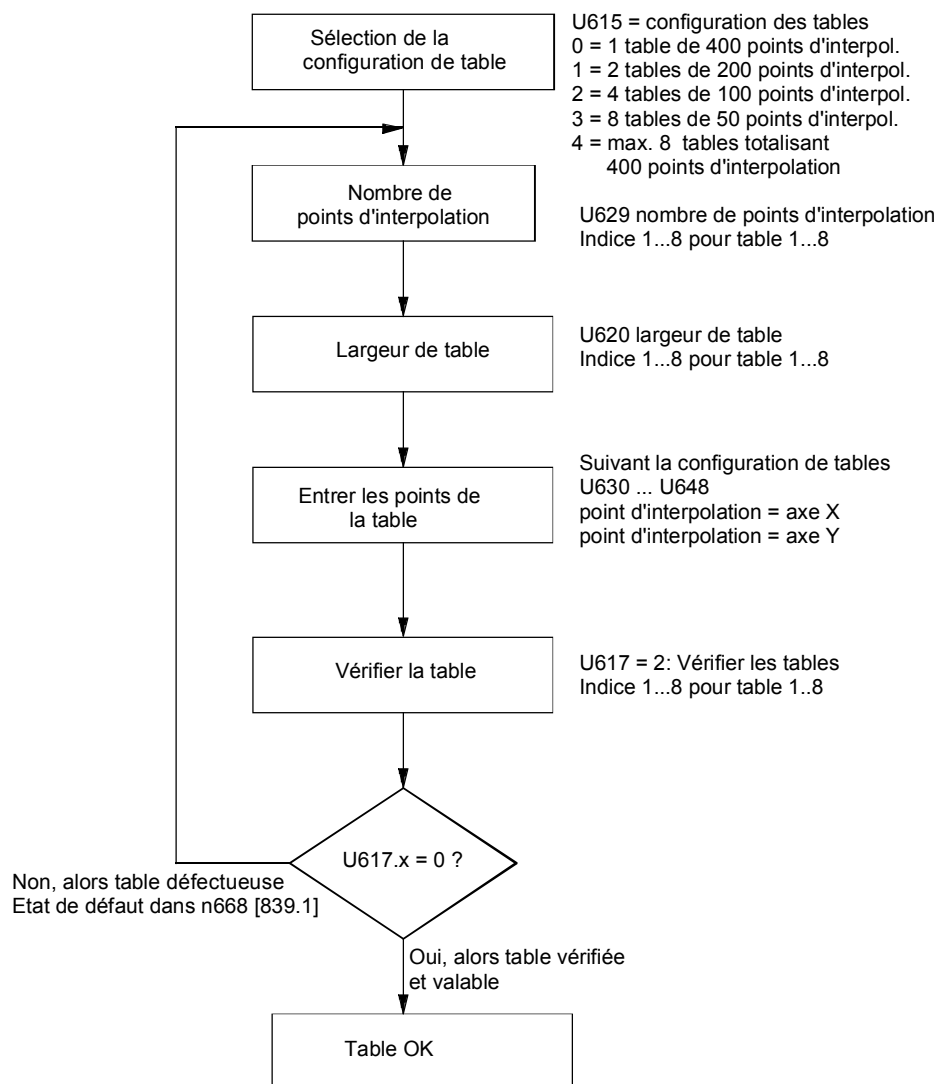 Sélection de la
configuration de table
U615 = configuration des tables
0 = 1 table de 400 points d'interpol.
1 = 2 tables de 200 points d'interpol.
2 = 4 tables de 100 points d'interpol.
3 = 8 tables de 50 points d'interpol.
4 = max. 8 tables totalisant
400 points d'interpolation
Nombre de
points d'interpolation
U629 nombre de points d'interpolation
Indice 1...8 pour table 1...8
Largeur de table
U620 largeur de table
Indice 1...8 pour table 1...8
Entrer les points de
la table
Suivant la configuration de tables
U630 ... U648
point d'interpolation = axe X
point d'interpolation = axe Y
Vérifier la table
U617 = 2: Vérifier les tables
Indice 1...8 pour table 1..8
U617.x = 0 ?
Non, alors table défectueuse
Etat de défaut dans n668 [839.1]
Oui, alors table vérifiée
et valable
Table OK